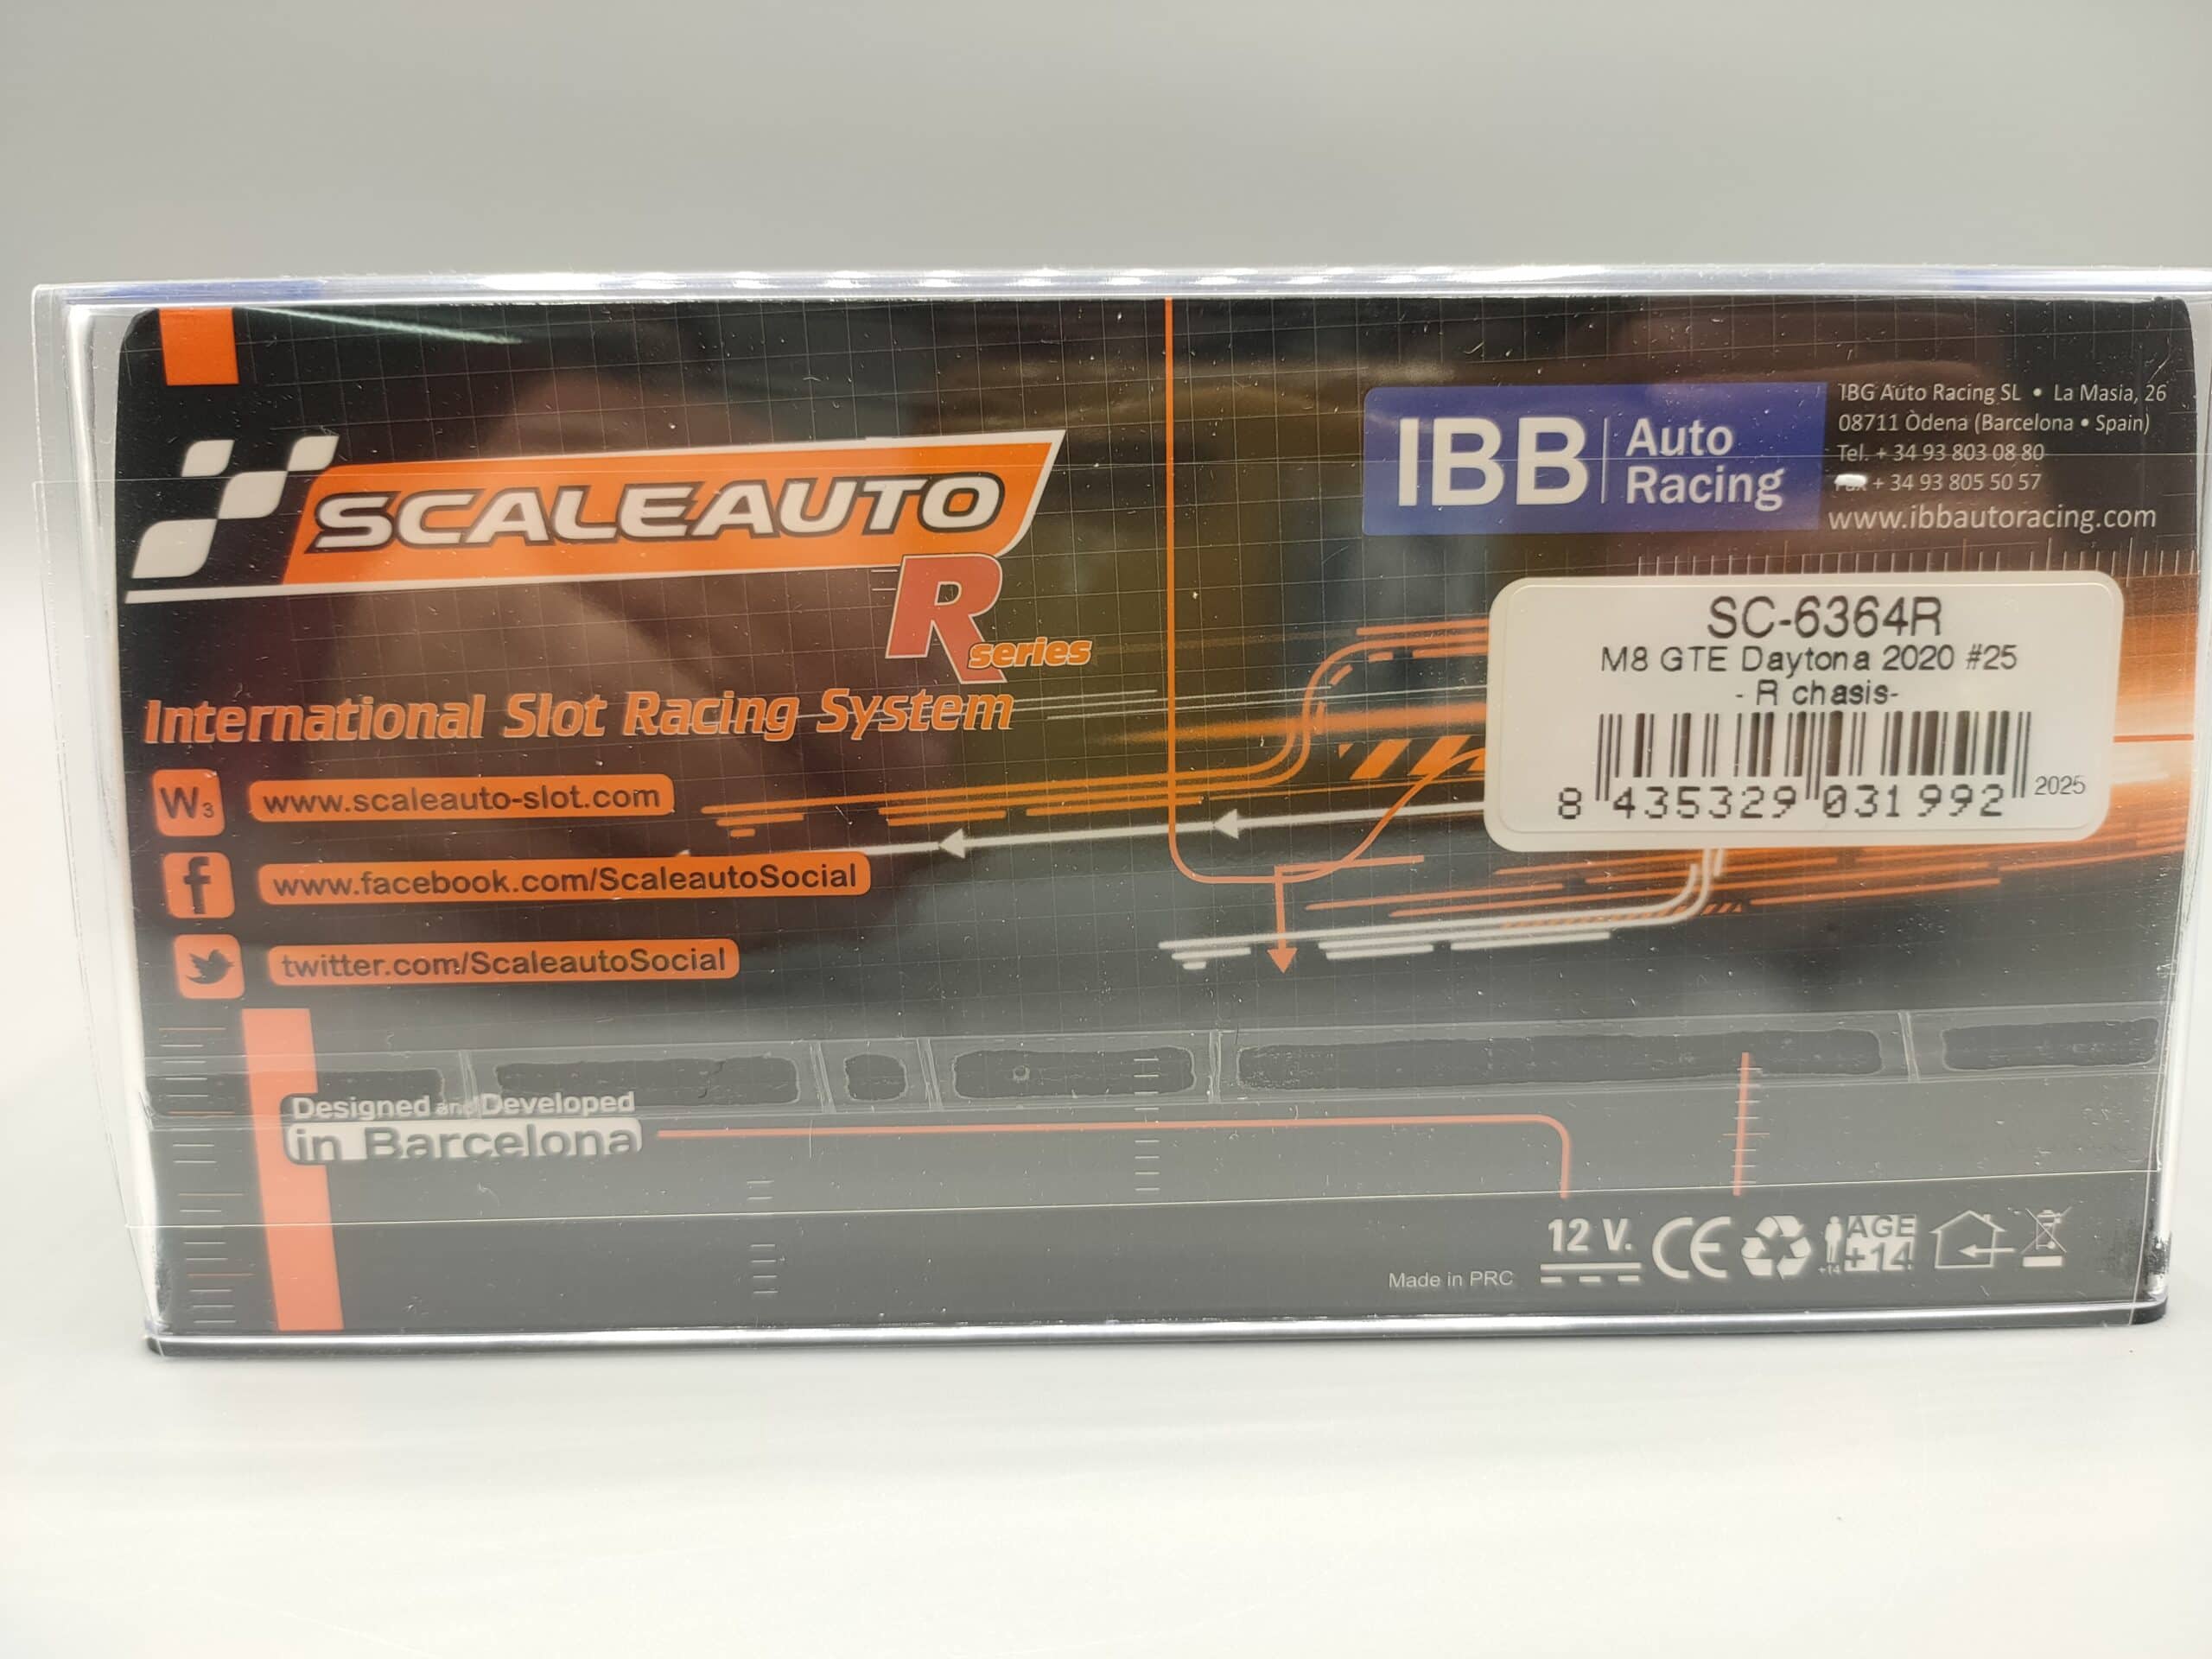 SCALEAUTO
R series
International Slot Racing System
W3 www.scaleauto-slot.com
f www.facebook.com/ScaleautoSocial
twitter.com/ScaleautoSocial
Designed and Developed
in Barcelona
IBB Auto Racing
IBG Auto Racing SL • La Masia, 26
08711 Òdena (Barcelona • Spain)
Tel. + 34 93 803 08 80
Fax + 34 93 805 50 57
www.ibbautoracing.com
SC-6364R
M8 GTE Daytona 2020 #25
- R chasis-
8 435329 031992 2025
Made in PRC
12 V.
CE
+14
AGE
+14